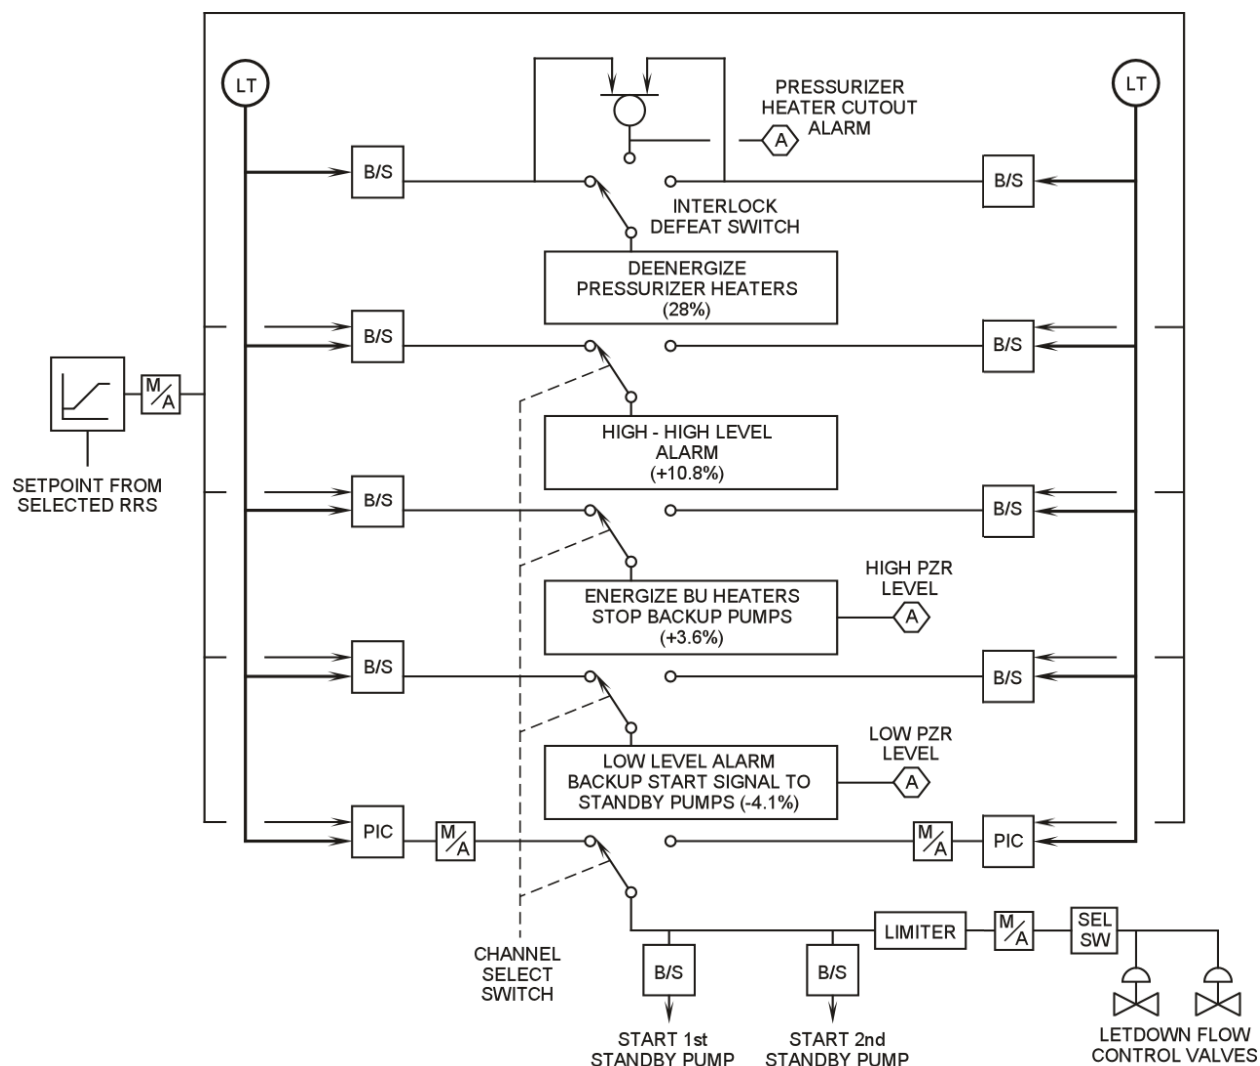 LT
LT
PRESSURIZER
HEATER CUTOUT
ALARM
A
B/S
B/S
INTERLOCK
DEFEAT SWITCH
DEENERGIZE
PRESSURIZER HEATERS
(28%)
B/S
B/S
M/A
SETPOINT FROM
SELECTED RRS
HIGH - HIGH LEVEL
ALARM
(+10.8%)
B/S
B/S
HIGH PZR
LEVEL
A
ENERGIZE BU HEATERS
STOP BACKUP PUMPS
(+3.6%)
B/S
B/S
LOW PZR
LEVEL
A
LOW LEVEL ALARM
BACKUP START SIGNAL TO
STANDBY PUMPS (-4.1%)
PIC
M/A
M/A
PIC
CHANNEL
SELECT
SWITCH
LIMITER
M/A
SEL
SW
B/S
B/S
START 1st
STANDBY PUMP
START 2nd
STANDBY PUMP
LETDOWN FLOW
CONTROL VALVES